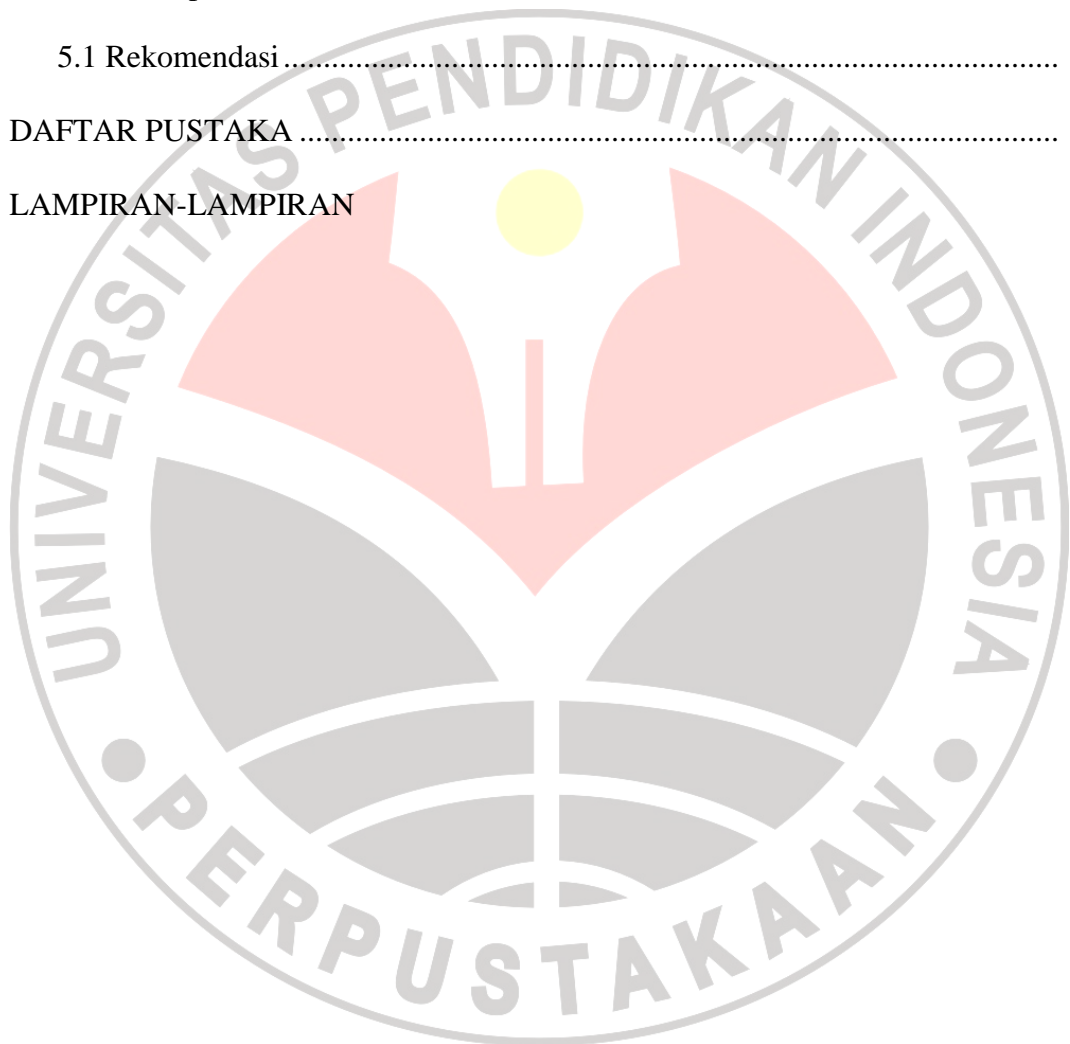 5.1 Rekomendasi ..............................................................................................
DAFTAR PUSTAKA ............................................................................................
LAMPIRAN-LAMPIRAN
UNIVERSITAS PENDIDIKAN INDONESIA
• PERPUSTAKAAN •